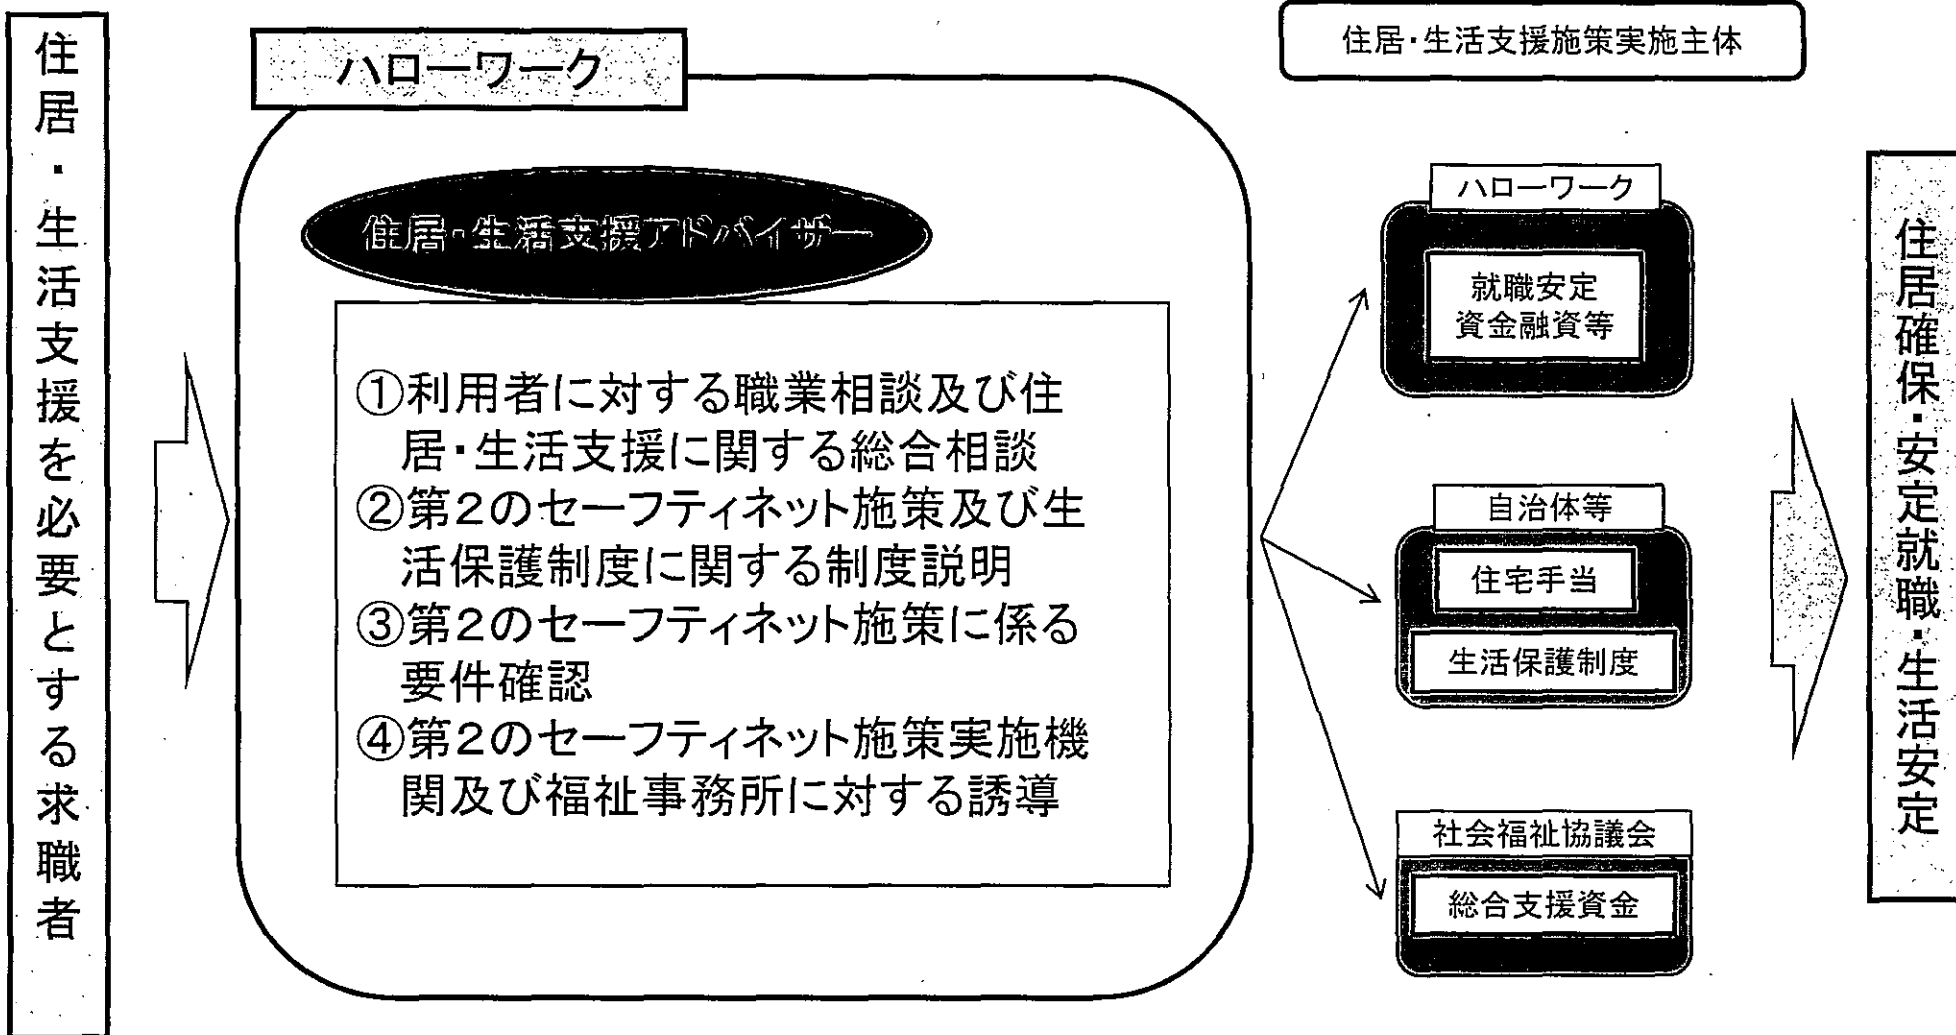 住居・生活支援を必要とする求職者
ハローワーク
住居・生活支援アドバイザー
①利用者に対する職業相談及び住
居・生活支援に関する総合相談
②第2のセーフティネット施策及び生
活保護制度に関する制度説明
③第2のセーフティネット施策に係る
要件確認
④第2のセーフティネット施策実施機
関及び福祉事務所に対する誘導
住居・生活支援施策実施主体
ハローワーク
就職安定
資金融資等
自治体等
住宅手当
生活保護制度
社会福祉協議会
総合支援資金
住居確保・安定就職・生活安定